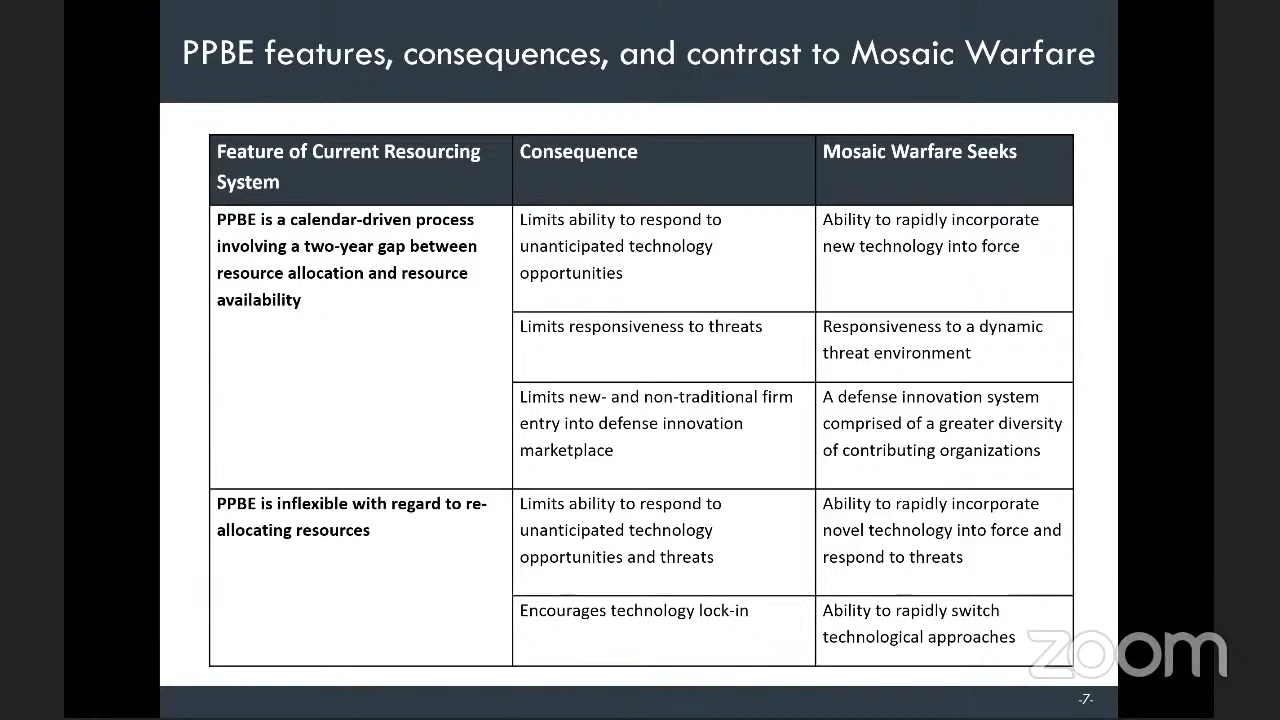 PPBE features, consequences, and contrast to Mosaic Warfare
Feature of Current Resourcing
System
Consequence
Mosaic Warfare Seeks
PPBE is a calendar-driven process
involving a two-year gap between
resource allocation and resource
availability
Limits ability to respond to
unanticipated technology
opportunities
Ability to rapidly incorporate
new technology into force
Limits responsiveness to threats
Responsiveness to a dynamic
threat environment
Limits new- and non-traditional firm
entry into defense innovation
marketplace
A defense innovation system
comprised of a greater diversity
of contributing organizations
PPBE is inflexible with regard to re-
allocating resources
Limits ability to respond to
unanticipated technology
opportunities and threats
Ability to rapidly incorporate
novel technology into force and
respond to threats
Encourages technology lock-in
Ability to rapidly switch
technological approaches
zoom
-7-